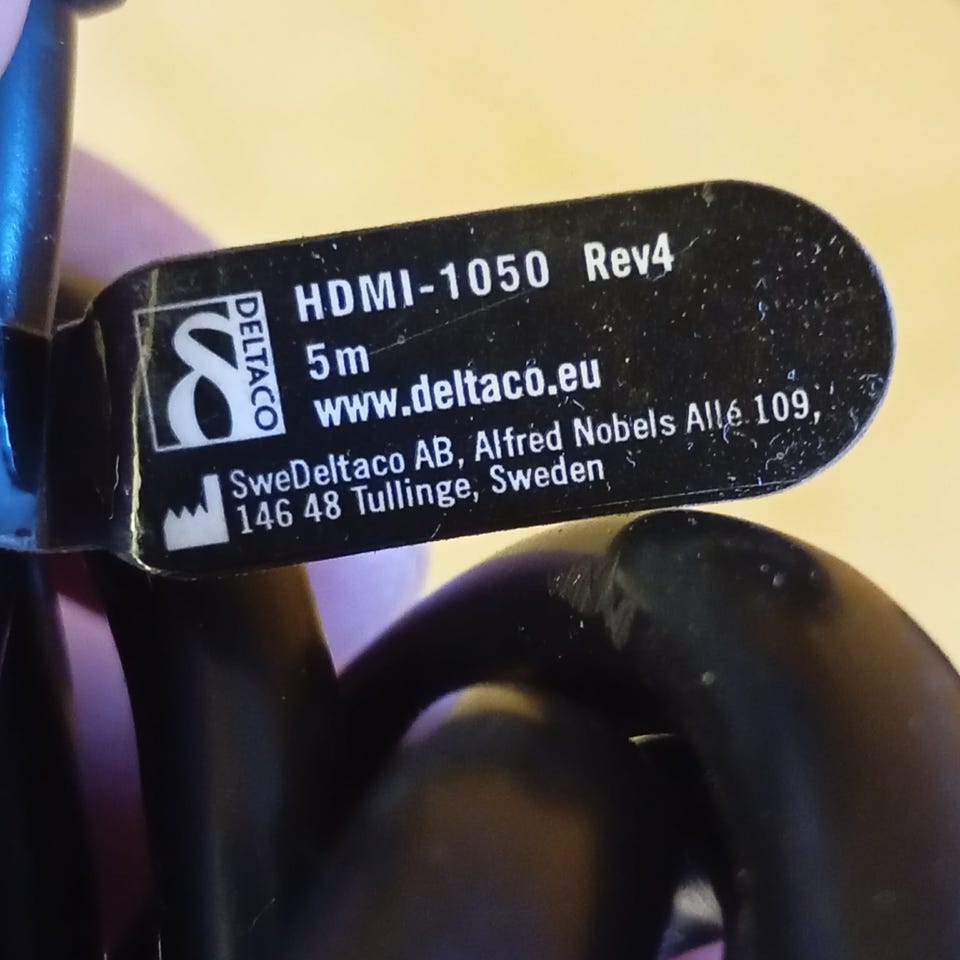 DELTACO
HDMI-1050 Rev4
5m
www.deltaco.eu
SweDeltaco AB, Alfred Nobels Allé 109,
146 48 Tullinge, Sweden